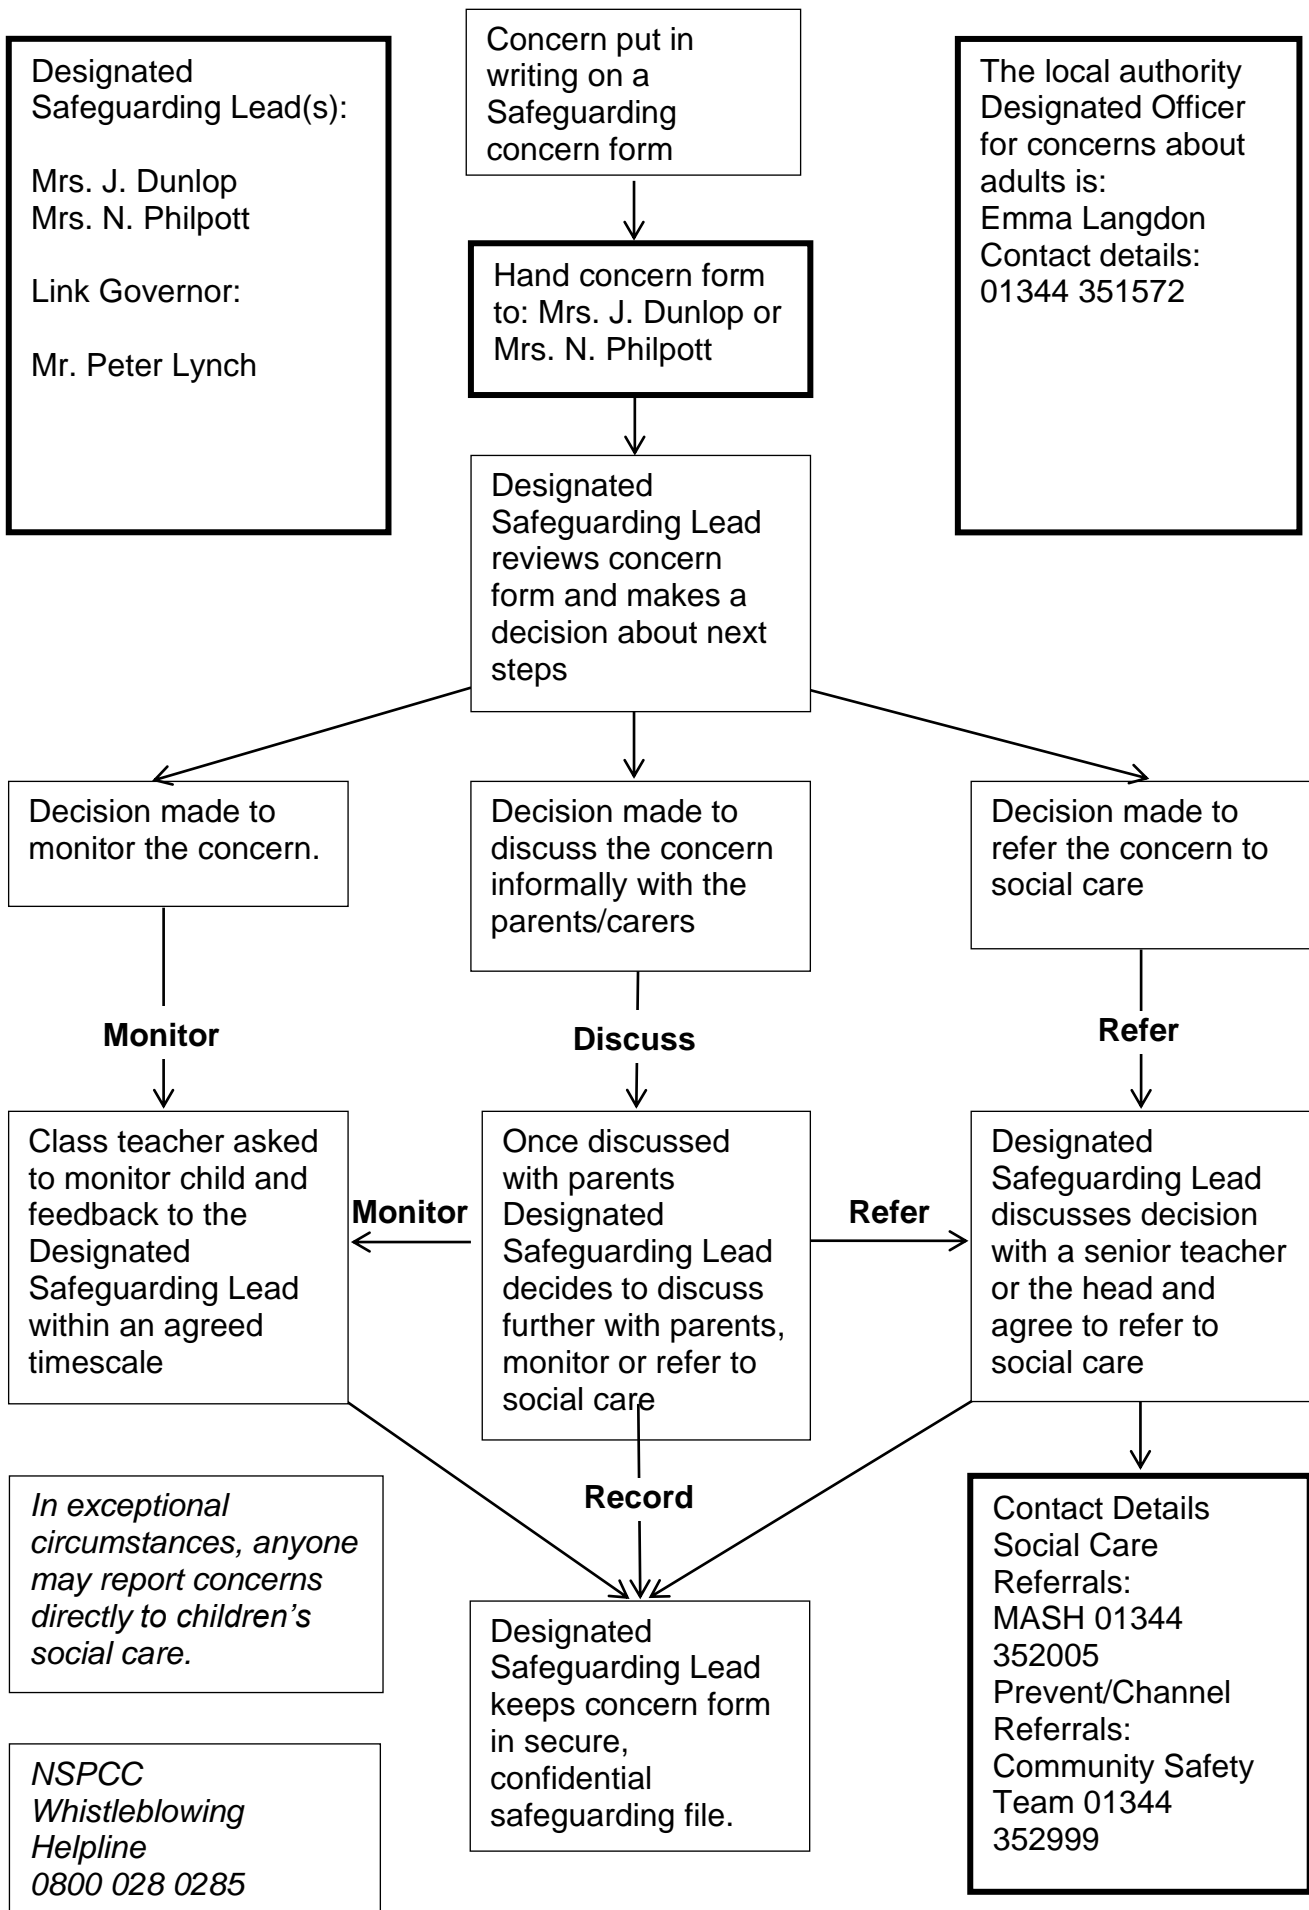 Designated
Safeguarding Lead(s):
Mrs. J. Dunlop
Mrs. N. Philpott
Link Governor:
Mr. Peter Lynch
Concern put in
writing on a
Safeguarding
concern form
The local authority
Designated Officer
for concerns about
adults is:
Emma Langdon
Contact details:
01344 351572
Hand concern form
to: Mrs. J. Dunlop or
Mrs. N. Philpott
Designated
Safeguarding Lead
reviews concern
form and makes a
decision about next
steps
Decision made to
monitor the concern.
Decision made to
discuss the concern
informally with the
parents/carers
Decision made to
refer the concern to
social care
Monitor
Discuss
Refer
Class teacher asked
to monitor child and
feedback to the
Designated
Safeguarding Lead
within an agreed
timescale
Monitor
Once discussed
with parents
Designated
Safeguarding Lead
decides to discuss
further with parents,
monitor or refer to
social care
Refer
Designated
Safeguarding Lead
discusses decision
with a senior teacher
or the head and
agree to refer to
social care
In exceptional
circumstances, anyone
may report concerns
directly to children’s
social care.
Record
Contact Details
Social Care
Referrals:
MASH 01344
352005
Prevent/Channel
Referrals:
Community Safety
Team 01344
352999
Designated
Safeguarding Lead
keeps concern form
in secure,
confidential
safeguarding file.
NSPCC
Whistleblowing
Helpline
0800 028 0285